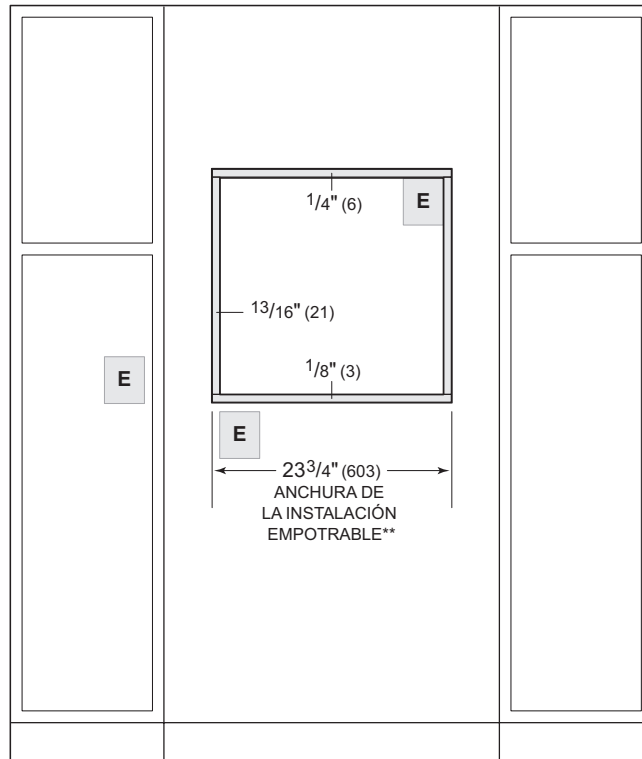 1/4" (6)
E
13/16" (21)
1/8" (3)
E
E
23 3/4" (603)
ANCHURA DE
LA INSTALACIÓN
EMPOTRABLE**